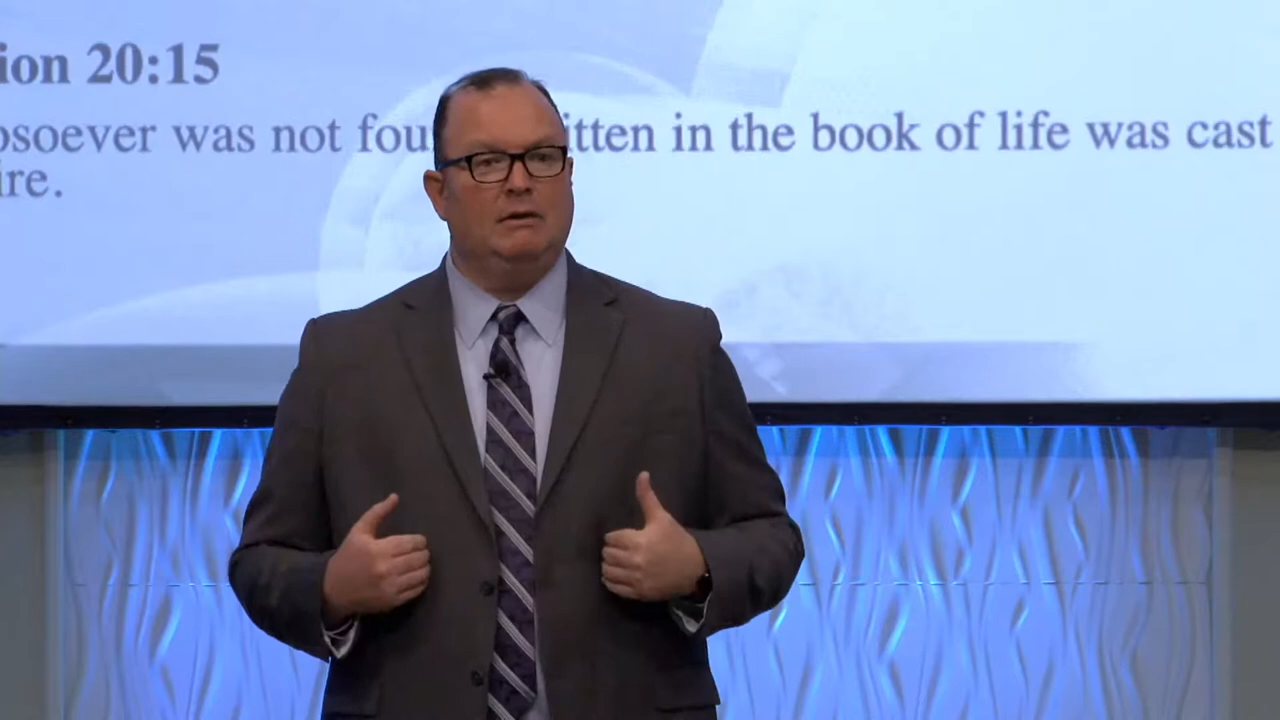 ion 20:15
osoever was not fou itten in the book of life was cast
ire.